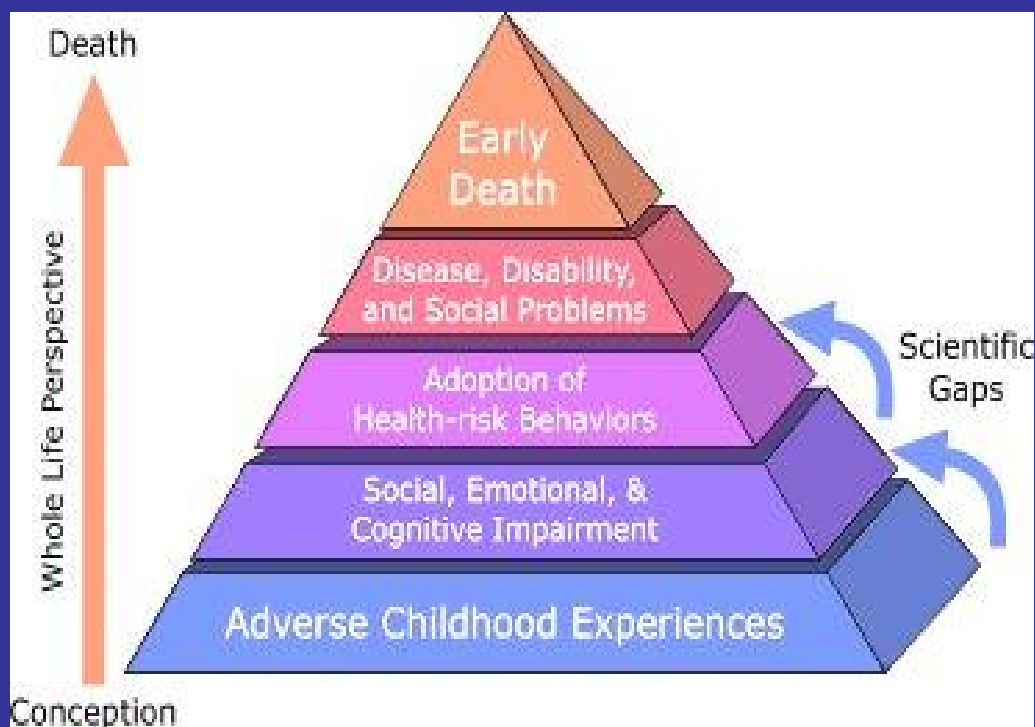 Death
Whole Life Perspective
Conception
Early
Death
Disease, Disability,
and Social Problems
Adoption of
Health-risk Behaviors
Social, Emotional, &
Cognitive Impairment
Adverse Childhood Experiences
Scientific
Gaps